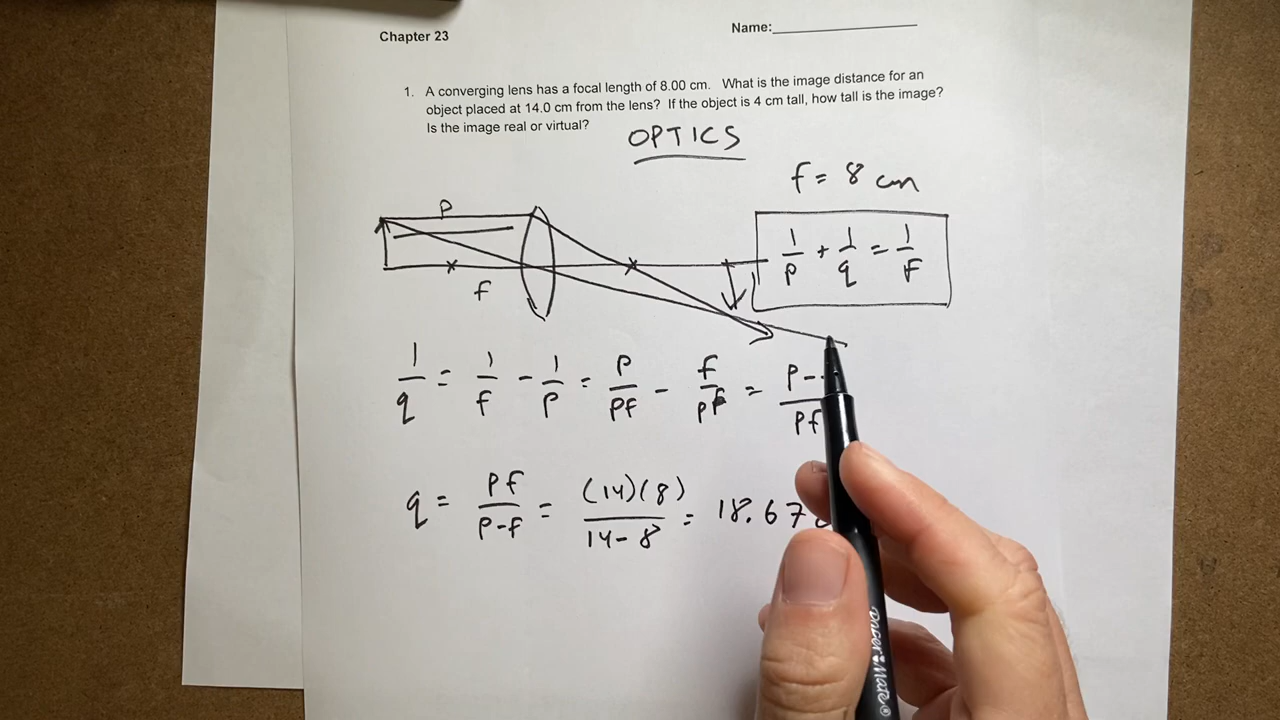 Chapter 23
Name:
1. A converging lens has a focal length of 8.00 cm. What is the image distance for an
object placed at 14.0 cm from the lens? If the object is 4 cm tall, how tall is the image?
Is the image real or virtual?
OPTICS
f = 8 cm
P
1/p + 1/q = 1/F
f
1/q = 1/f - 1/p = P/Pf - f/pf = P-/Pf
q = Pf/P-f = (14)(8)/14-8 = 18.67
PaperMate®